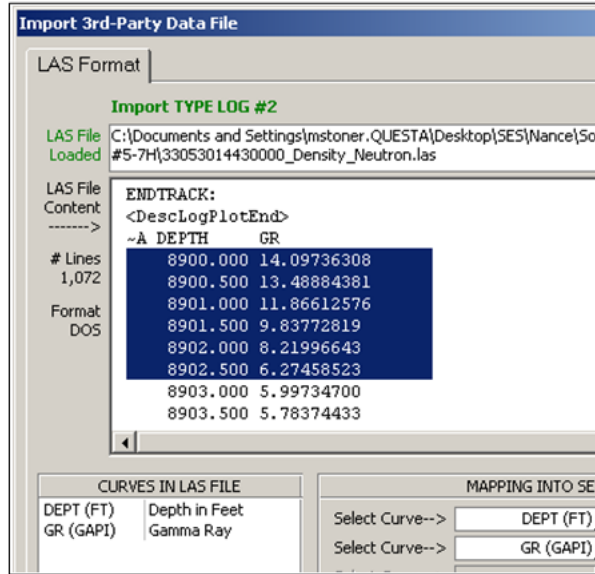 Import 3rd-Party Data File
LAS Format
Import TYPE LOG #2
LAS File Loaded
C:\Documents and Settings\mstoner.QUESTA\Desktop\SES\Nance\So
#5-7H\33053014430000_Density_Neutron.las
LAS File
Content
------->
# Lines
1,072
Format
DOS
ENDTRACK:
<DescLogPlotEnd>
~A DEPTH GR
8900.000 14.09736308
8900.500 13.48884381
8901.000 11.86612576
8901.500 9.83772819
8902.000 8.21996643
8902.500 6.27458523
8903.000 5.99734700
8903.500 5.78374433
CURVES IN LAS FILE
DEPT (FT) Depth in Feet
GR (GAPI) Gamma Ray
MAPPING INTO SE
Select Curve--> DEPT (FT)
Select Curve--> GR (GAPI)